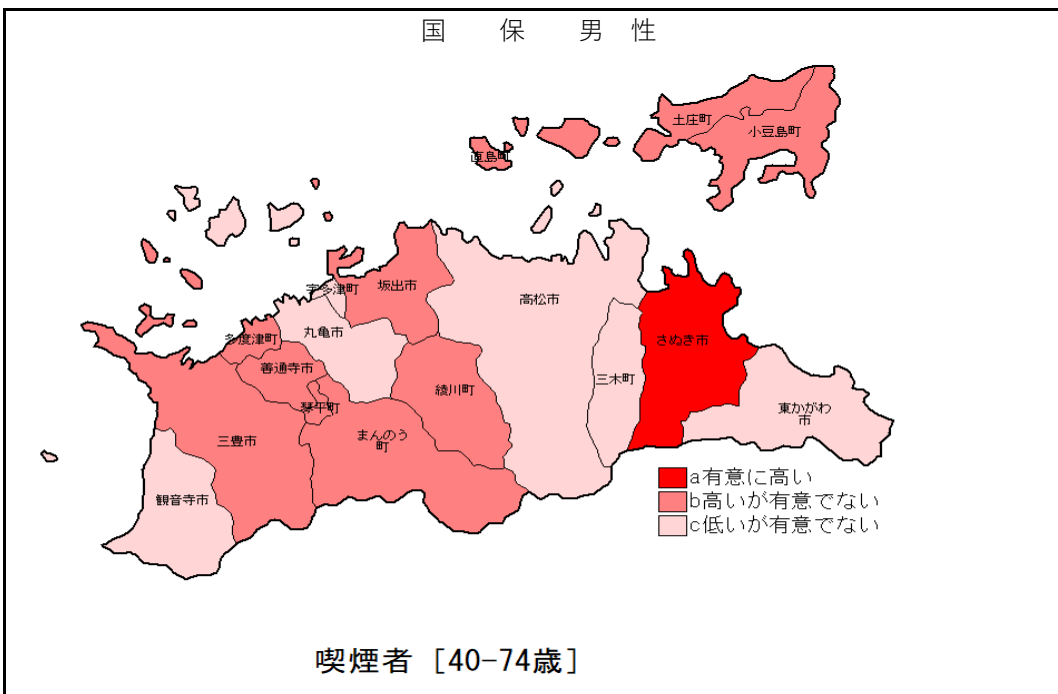 国 保 男 性
土庄町
小豆島町
直島町
宇多津町
坂出市
高松市
丸亀市
多度津町
さぬき市
善通寺市
三木町
綾川町
琴平町
東かがわ
市
まんのう
町
三豊市
観音寺市
a有意に高い
b高いが有意でない
c低いが有意でない
喫煙者 [40-74歳]